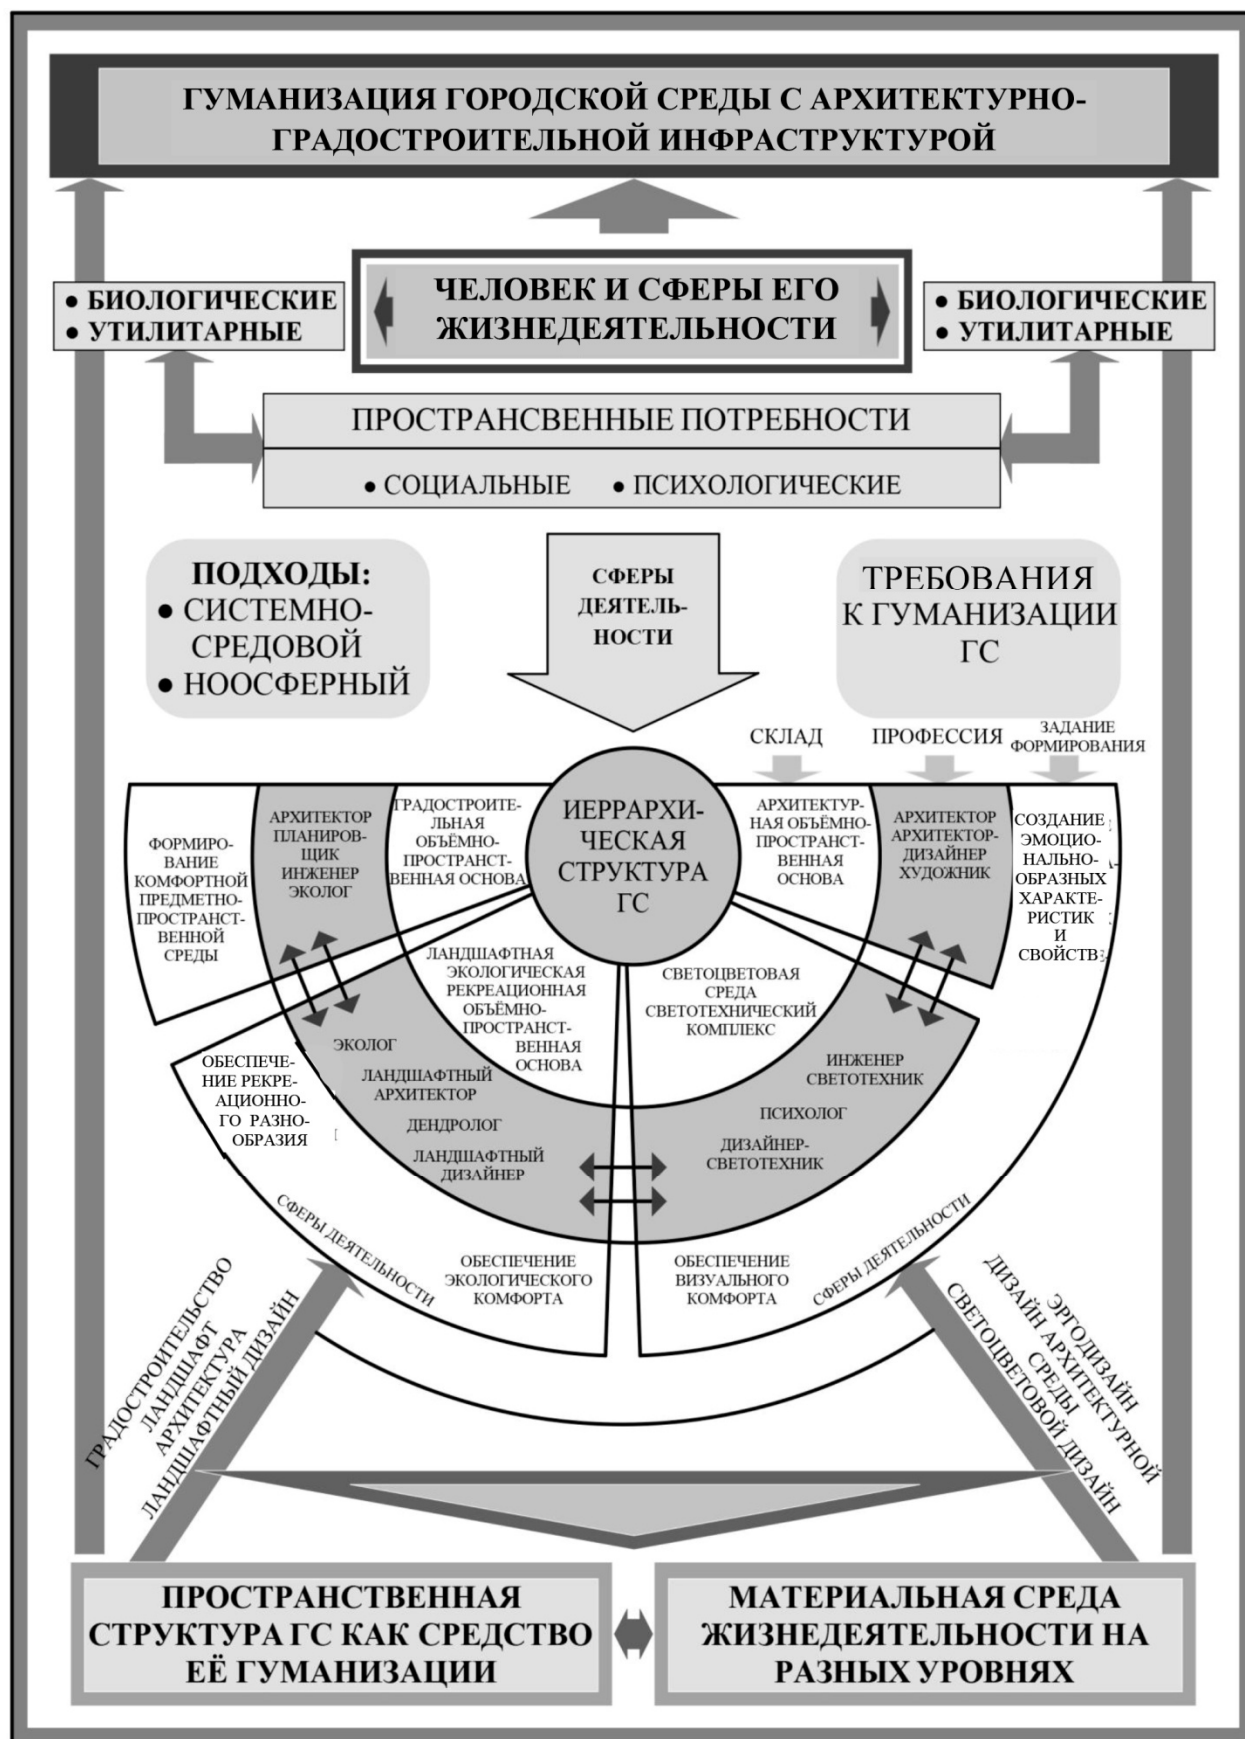 ГУМАНИЗАЦИЯ ГОРОДСКОЙ СРЕДЫ С АРХИТЕКТУРНО-
ГРАДОСТРОИТЕЛЬНОЙ ИНФРАСТРУКТУРОЙ
ЧЕЛОВЕК И СФЕРЫ ЕГО
ЖИЗНЕДЕЯТЕЛЬНОСТИ
● БИОЛОГИЧЕСКИЕ
● УТИЛИТАРНЫЕ
● БИОЛОГИЧЕСКИЕ
● УТИЛИТАРНЫЕ
ПРОСТРАНСВЕННЫЕ ПОТРЕБНОСТИ
● СОЦИАЛЬНЫЕ ● ПСИХОЛОГИЧЕСКИЕ
ПОДХОДЫ:
● СИСТЕМНО-
СРЕДОВОЙ
● НООСФЕРНЫЙ
СФЕРЫ
ДЕЯТЕЛЬ-
НОСТИ
ТРЕБОВАНИЯ
К ГУМАНИЗАЦИИ
ГС
СКЛАД
ПРОФЕССИЯ
ЗАДАНИЕ
ФОРМИРОВАНИЯ
ФОРМИРО-
ВАНИЕ
КОМФОРТНОЙ
ПРЕДМЕТНО-
ПРОСТРАНСТ-
ВЕННОЙ
СРЕДЫ
АРХИТЕКТОР
ПЛАНИРОВ-
ЩИК
ИНЖЕНЕР
ЭКОЛОГ
ГРАДОСТРОИТЕ-
ЛЬНАЯ
ОБЪЁМНО-
ПРОСТРАНСТ-
ВЕННАЯ ОСНОВА
ИЕРРАРХИ-
ЧЕСКАЯ
СТРУКТУРА
ГС
АРХИТЕКТУР-
НАЯ ОБЪЁМНО-
ПРОСТРАНСТ-
ВЕННАЯ
ОСНОВА
АРХИТЕКТОР
АРХИТЕКТОР-
ДИЗАЙНЕР
ХУДОЖНИК
СОЗДАНИЕ
ЭМОЦИО-
НАЛЬНО-
ОБРАЗНЫХ
ХАРАКТЕ-
РИСТИК
И
СВОЙСТВ
ЛАНДШАФТНАЯ
ЭКОЛОГИЧЕСКАЯ
РЕКРЕАЦИОННАЯ
ОБЪЁМНО-
ПРОСТРАНСТ-
ВЕННАЯ
ОСНОВА
СВЕТОЦВЕТОВАЯ
СРЕДА
СВЕТОТЕХНИЧЕСКИЙ
КОМПЛЕКС
ОБЕСПЕЧЕ-
НИЕ РЕКРЕ-
АЦИОННО-
ГО РАЗНО-
ОБРАЗИЯ
ЭКОЛОГ
ЛАНДШАФТНЫЙ
АРХИТЕКТОР
ДЕНДРОЛОГ
ЛАНДШАФТНЫЙ
ДИЗАЙНЕР
ИНЖЕНЕР
СВЕТОТЕХНИК
ПСИХОЛОГ
ДИЗАЙНЕР-
СВЕТОТЕХНИК
СФЕРЫ ДЕЯТЕЛЬНОСТИ
ОБЕСПЕЧЕНИЕ
ЭКОЛОГИЧЕСКОГО
КОМФОРТА
ОБЕСПЕЧЕНИЕ
ВИЗУАЛЬНОГО
КОМФОРТА
СФЕРЫ ДЕЯТЕЛЬНОСТИ
ГРАДОСТРОИТЕЛЬСТВО
ЛАНДШАФТ
АРХИТЕКТУРА
ЛАНДШАФТНЫЙ ДИЗАЙН
ЭРГОДИЗАЙН
ДИЗАЙН АРХИТЕКТУРНОЙ
СРЕДЫ
СВЕТОЦВЕТОВОЙ ДИЗАЙН
ПРОСТРАНСТВЕННАЯ
СТРУКТУРА ГС КАК СРЕДСТВО
ЕЁ ГУМАНИЗАЦИИ
МАТЕРИАЛЬНАЯ СРЕДА
ЖИЗНЕДЕЯТЕЛЬНОСТИ НА
РАЗНЫХ УРОВНЯХ